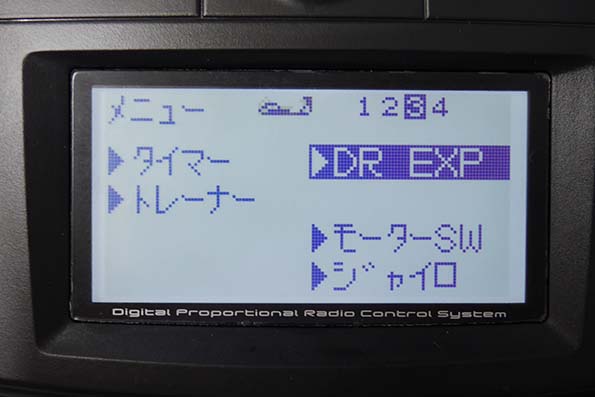 メニュー 1234
▶タイマー ▶DR EXP
▶トレーナー
▶モーターSW
▶ジャイロ
Digital Proportional Radio Control System